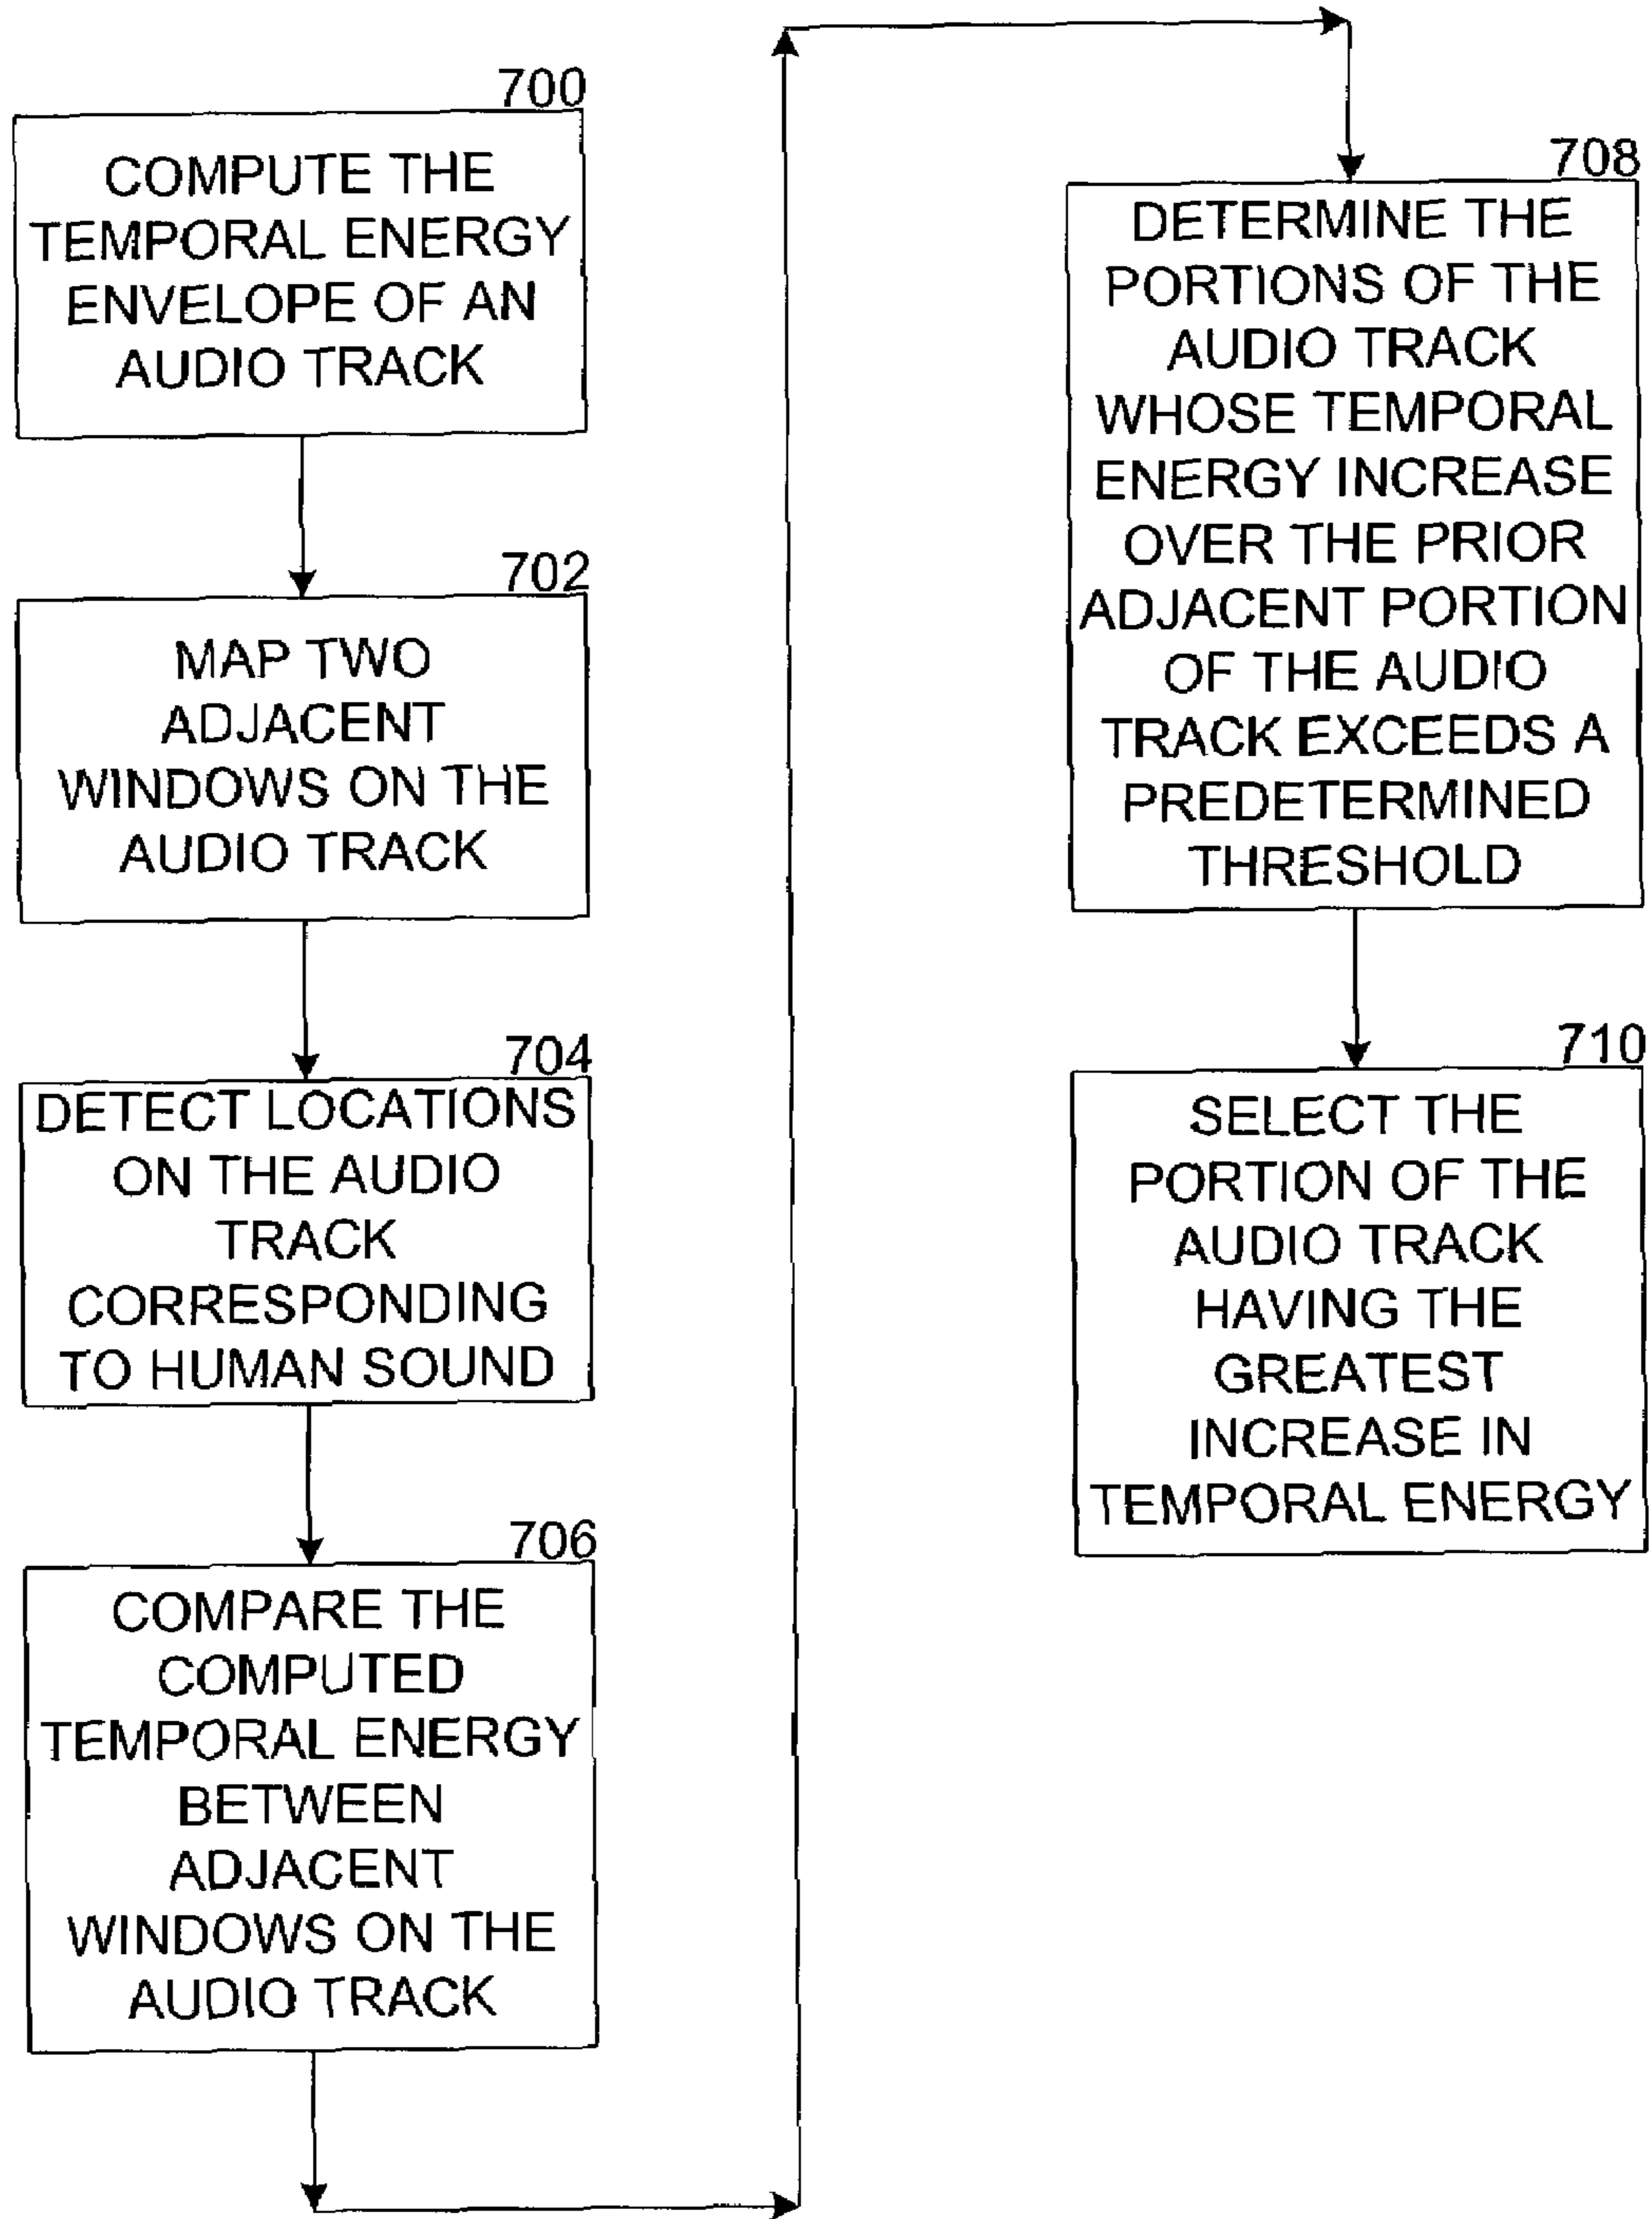 700
COMPUTE THE
TEMPORAL ENERGY
ENVELOPE OF AN
AUDIO TRACK
702
MAP TWO
ADJACENT
WINDOWS ON THE
AUDIO TRACK
704
DETECT LOCATIONS
ON THE AUDIO
TRACK
CORRESPONDING
TO HUMAN SOUND
706
COMPARE THE
COMPUTED
TEMPORAL ENERGY
BETWEEN
ADJACENT
WINDOWS ON THE
AUDIO TRACK
708
DETERMINE THE
PORTIONS OF THE
AUDIO TRACK
WHOSE TEMPORAL
ENERGY INCREASE
OVER THE PRIOR
ADJACENT PORTION
OF THE AUDIO
TRACK EXCEEDS A
PREDETERMINED
THRESHOLD
710
SELECT THE
PORTION OF THE
AUDIO TRACK
HAVING THE
GREATEST
INCREASE IN
TEMPORAL ENERGY